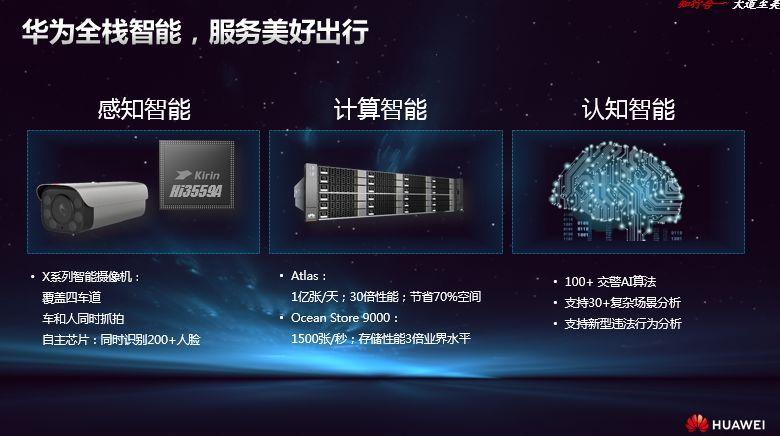 知行合一 大道至美
华为全栈智能，服务美好出行
感知智能
计算智能
认知智能
Kirin
Hi3559A
• X系列智能摄像机：
覆盖四车道
车和人同时抓拍
自主芯片：同时识别200+人脸
• Atlas：
1亿张/天；30倍性能；节省70%空间
• Ocean Store 9000：
1500张/秒；存储性能3倍业界水平
• 100+ 交警AI算法
• 支持30+复杂场景分析
• 支持新型违法行为分析
HUAWEI